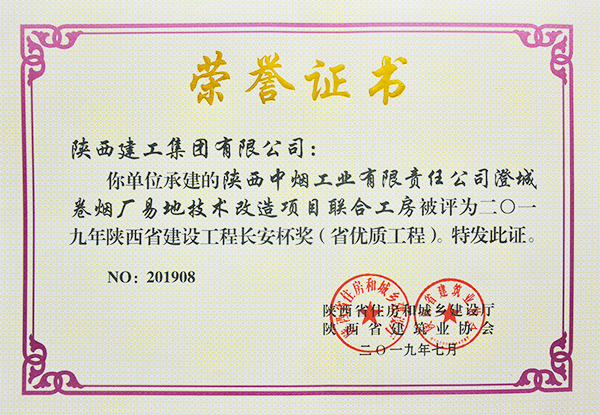 荣誉证书
陕西建工集团有限公司：
你单位承建的陕西中烟工业有限责任公司澄城
卷烟厂易地技术改造项目联合工房被评为二〇一
九年陕西省建设工程长安杯奖（省优质工程）。特发此证。
NO: 201908
陕西省住房和城乡建设厅
陕西省建筑业协会
二〇一九年七月